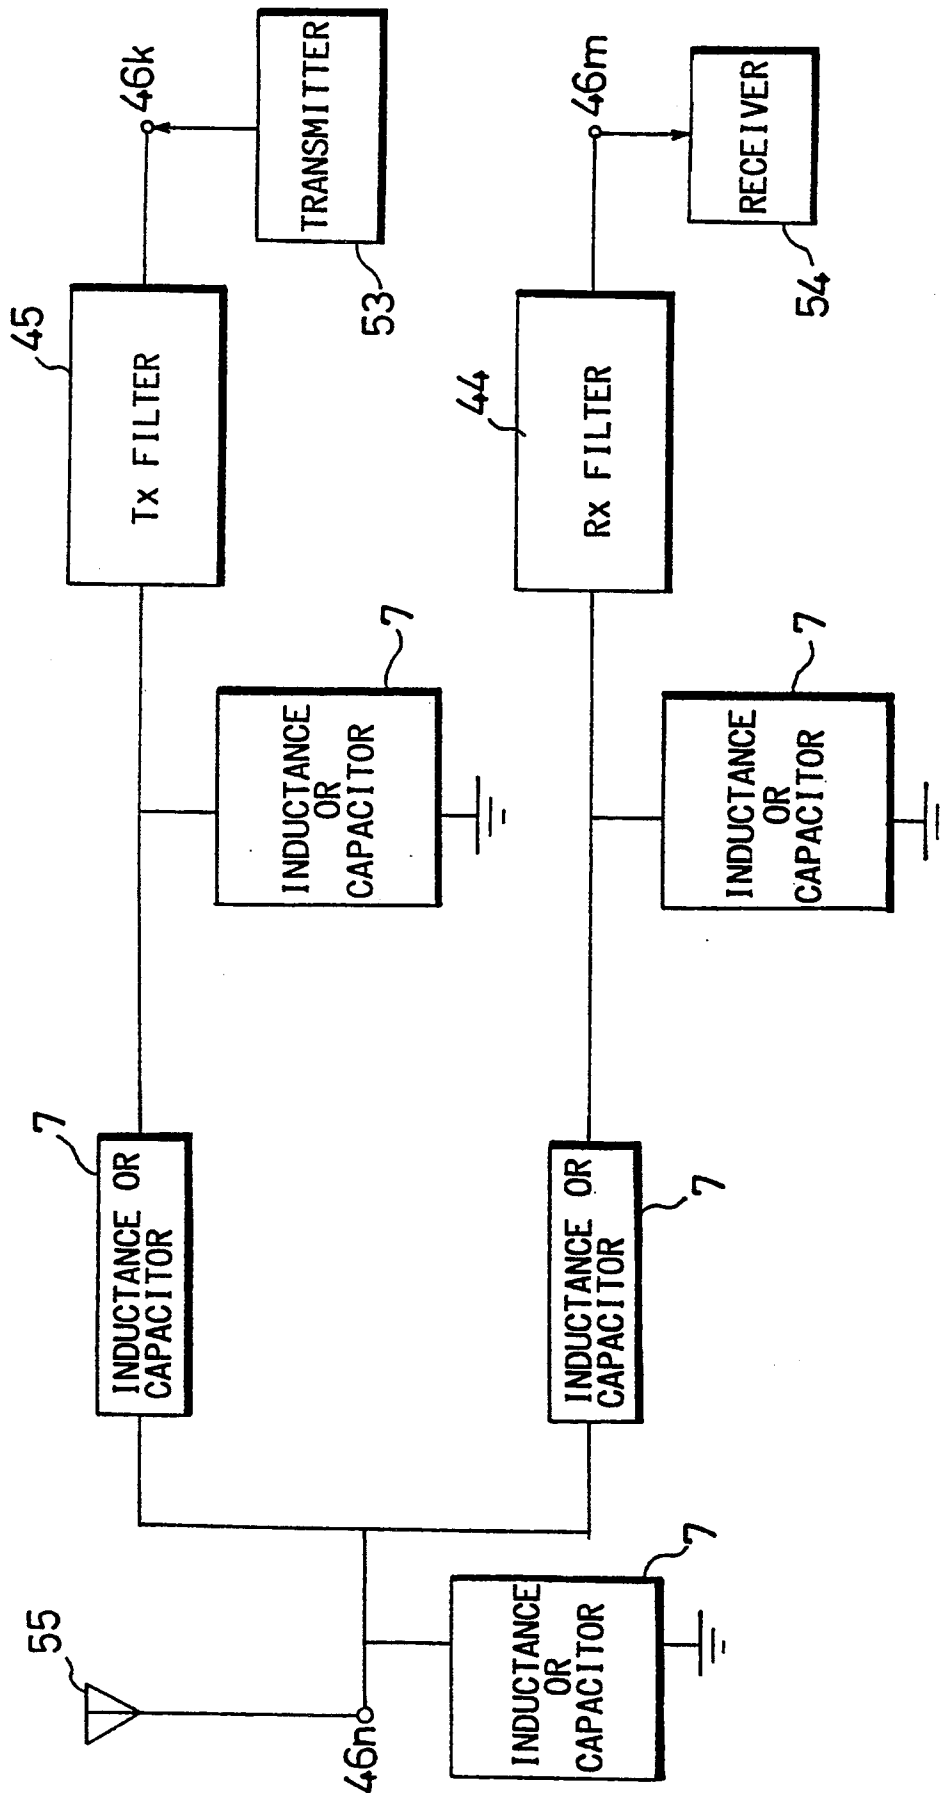 55
46n
INDUCTANCE
OR
CAPACITOR
7
INDUCTANCE OR
CAPACITOR
7
INDUCTANCE OR
CAPACITOR
7
INDUCTANCE
OR
CAPACITOR
7
INDUCTANCE
OR
CAPACITOR
7
45
Tx FILTER
44
Rx FILTER
46k
TRANSMITTER
53
46m
RECEIVER
54